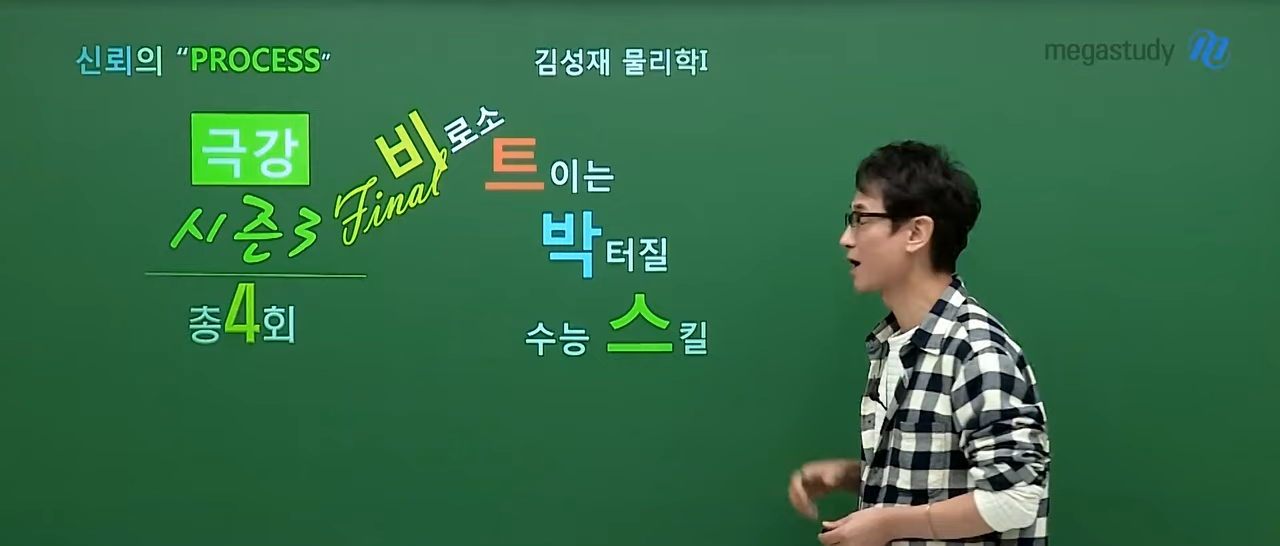 신뢰의 "PROCESS"
김성재 물리학I
megastudy
극강
시즌3
Final
총4회
비로소
트이는
박터질
수능 스킬